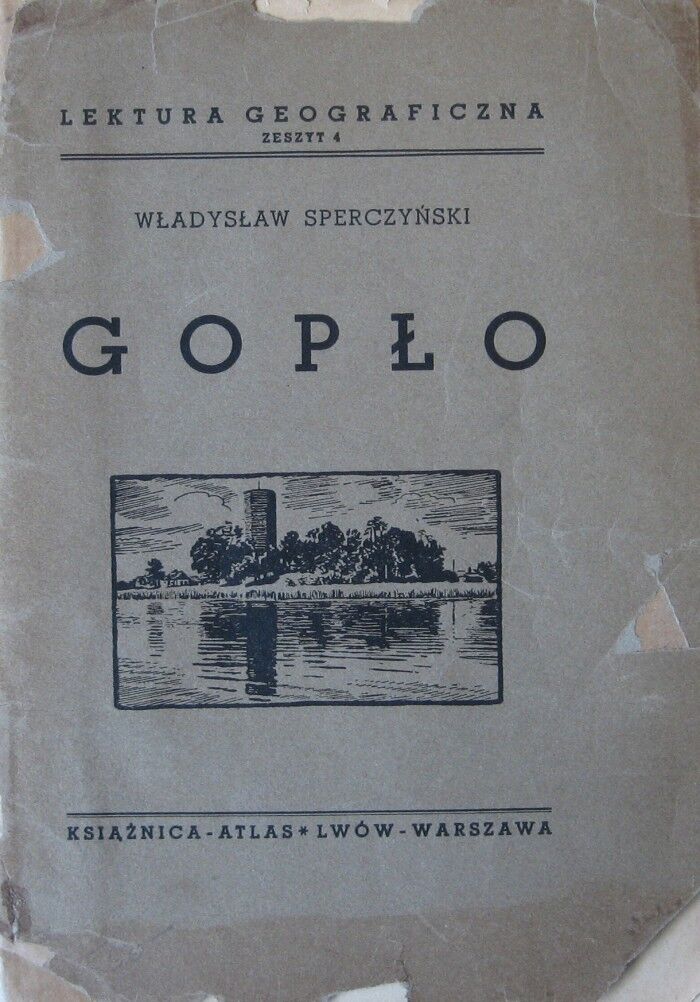 LEKTURA GEOGRAFICZNA
ZESZYT 4
WŁADYSŁAW SPERCZYŃSKI
GOPŁO
KSIĄŻNICA-ATLAS*LWÓW-WARSZAWA